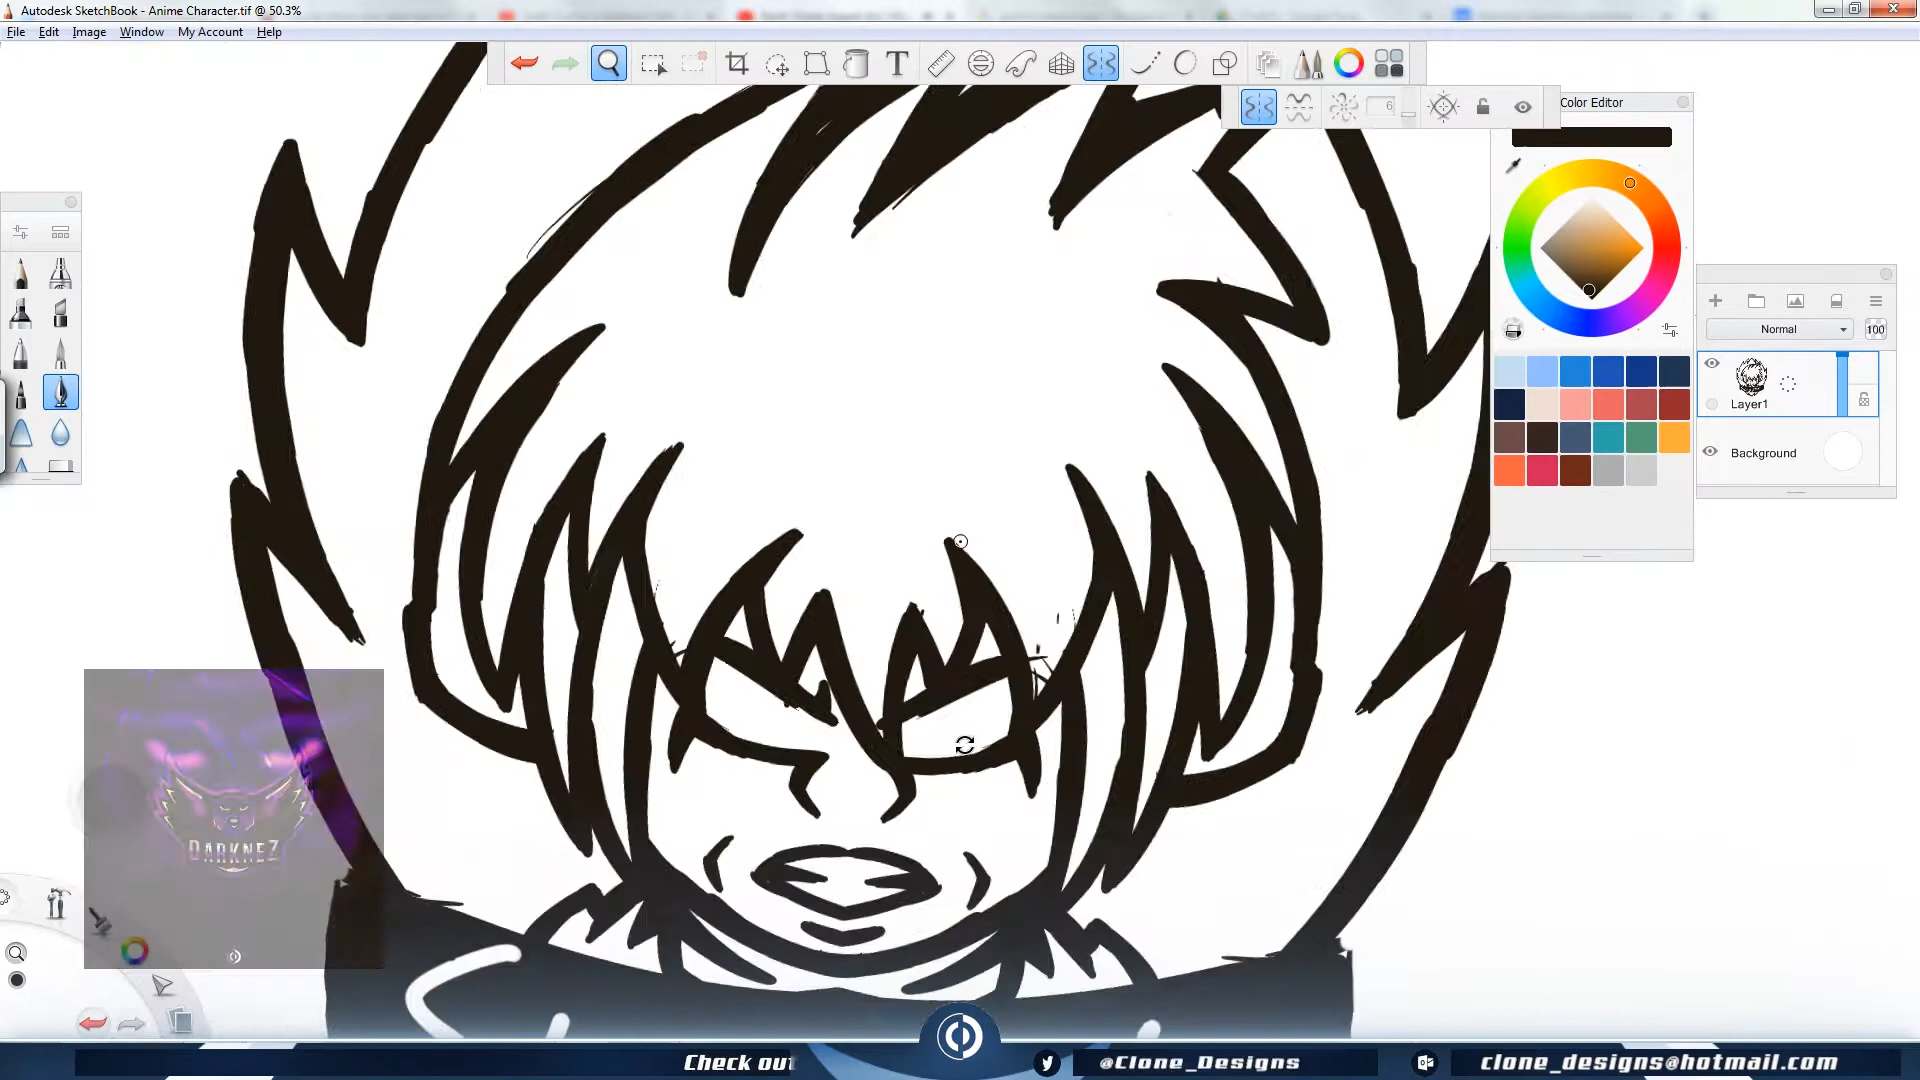 Autodesk SketchBook - Anime Character.tif @ 50.3%
File Edit Image Window My Account Help
T
6
Color Editor
Normal
100
Layer1
Background
DARKNEZ
Check out
@Clone_Designs
clone_designs@hotmail.com